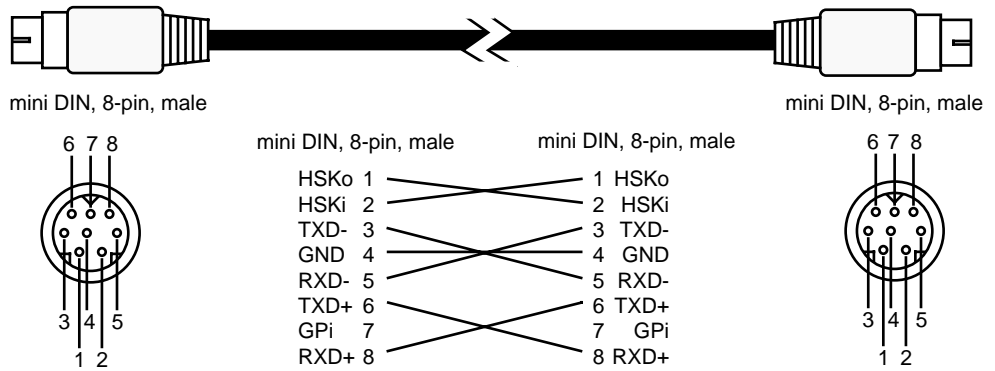 mini DIN, 8-pin, male
mini DIN, 8-pin, male
6 7 8
3 4 5
1 2
mini DIN, 8-pin, male
mini DIN, 8-pin, male
HSKo 1
HSKi 2
TXD- 3
GND 4
RXD- 5
TXD+ 6
GPi 7
RXD+ 8
1 HSKo
2 HSKi
3 TXD-
4 GND
5 RXD-
6 TXD+
7 GPi
8 RXD+
6 7 8
3 4 5
1 2